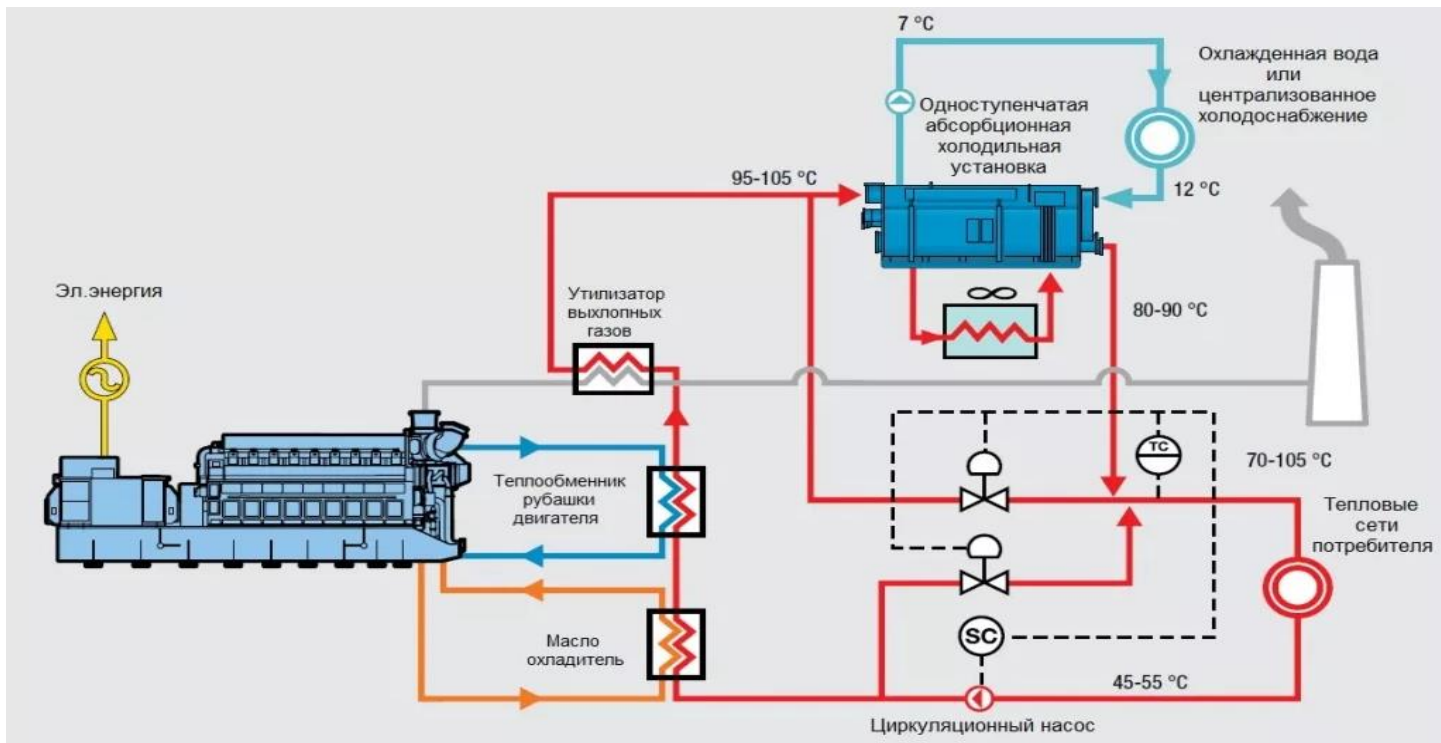 7 °C
Охлажденная вода
или
централизованное
холодоснабжение
Одноступенчатая
абсорбционная
холодильная
установка
95-105 °C
12 °C
Эл.энергия
Утилизатор
выхлопных
газов
80-90 °C
TC
70-105 °C
Теплообменник
рубашки
двигателя
Тепловые
сети
потребителя
SC
Масло
охладитель
45-55 °C
Циркуляционный насос